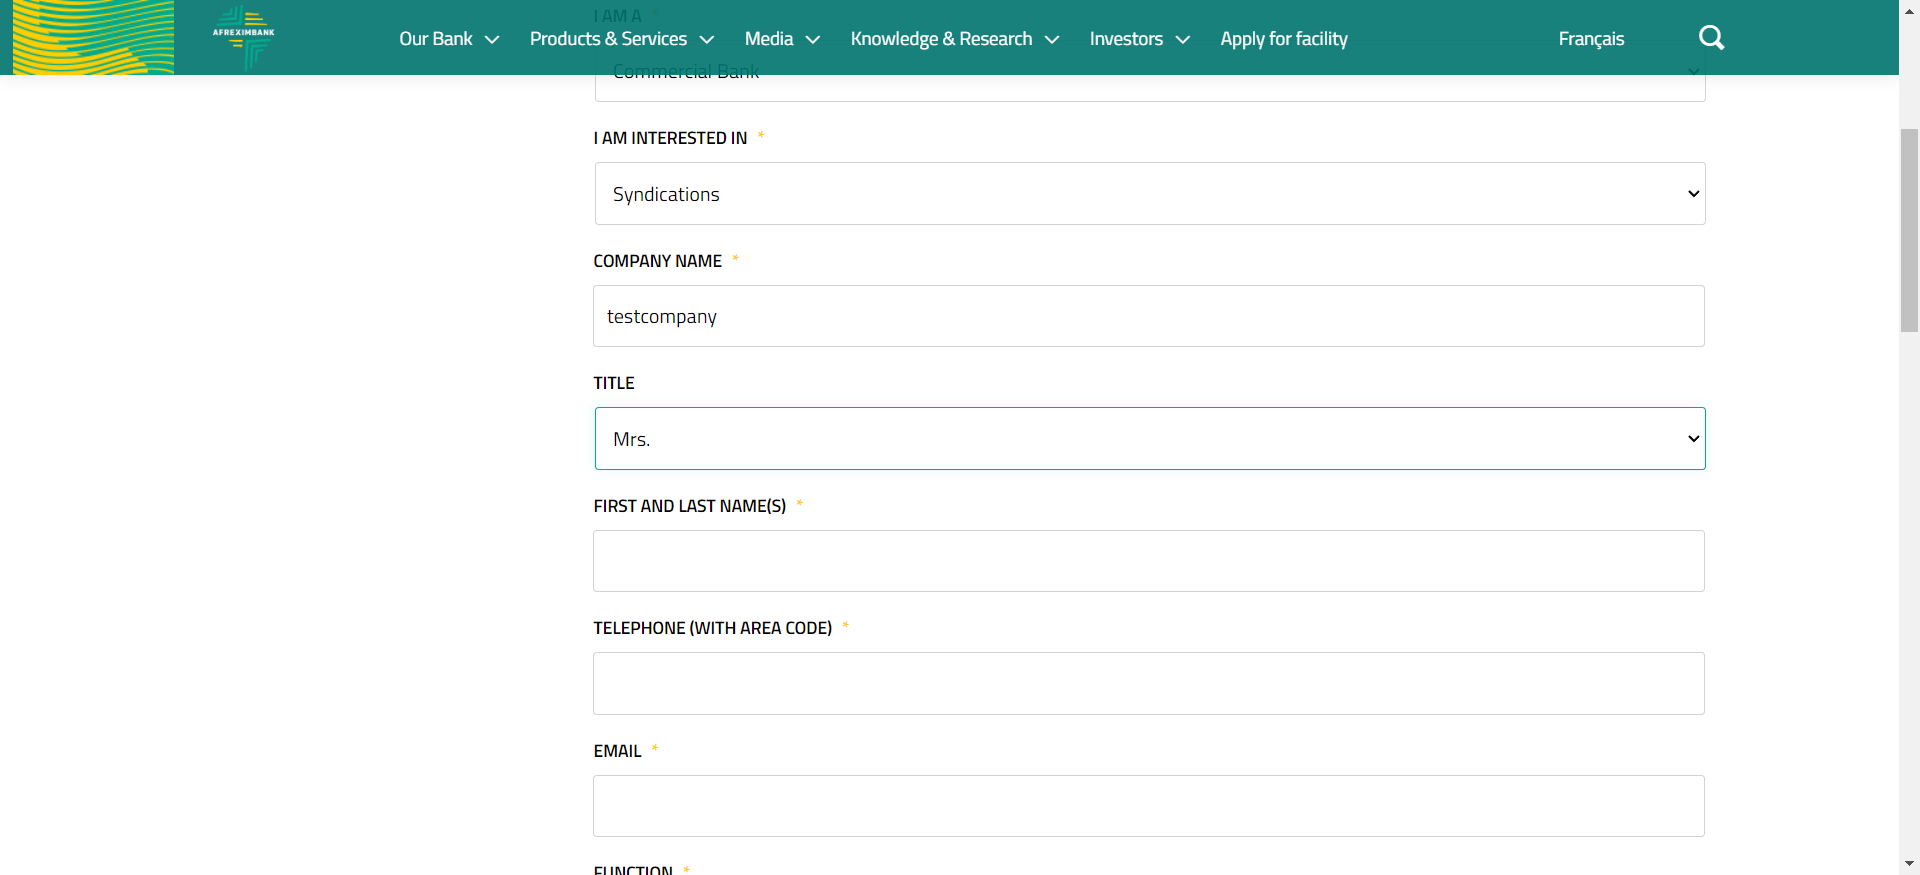 I AM A
AFREXIMBANK
Our Bank
Products & Services
Media
Knowledge & Research
Investors
Apply for facility
Français
Commercial Bank
I AM INTERESTED IN *
Syndications
COMPANY NAME *
testcompany
TITLE
Mrs.
FIRST AND LAST NAME(S) *
TELEPHONE (WITH AREA CODE) *
EMAIL *
FUNCTION *